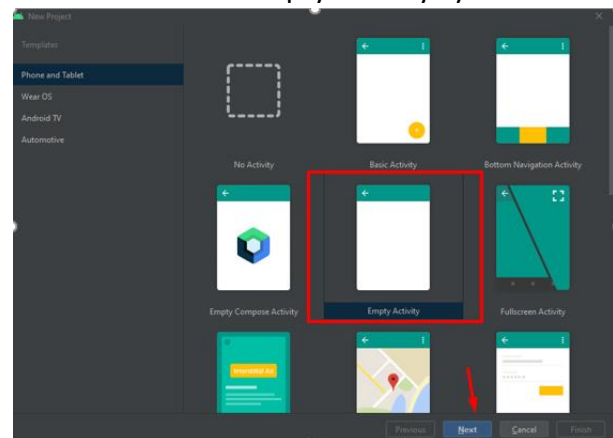 New Project
Templates
Phone and Tablet
Wear OS
Android TV
Automotive
No Activity
Basic Activity
Bottom Navigation Activity
Empty Compose Activity
Empty Activity
Fullscreen Activity
Interstitial Ad
Previous
Next
Cancel
Finish